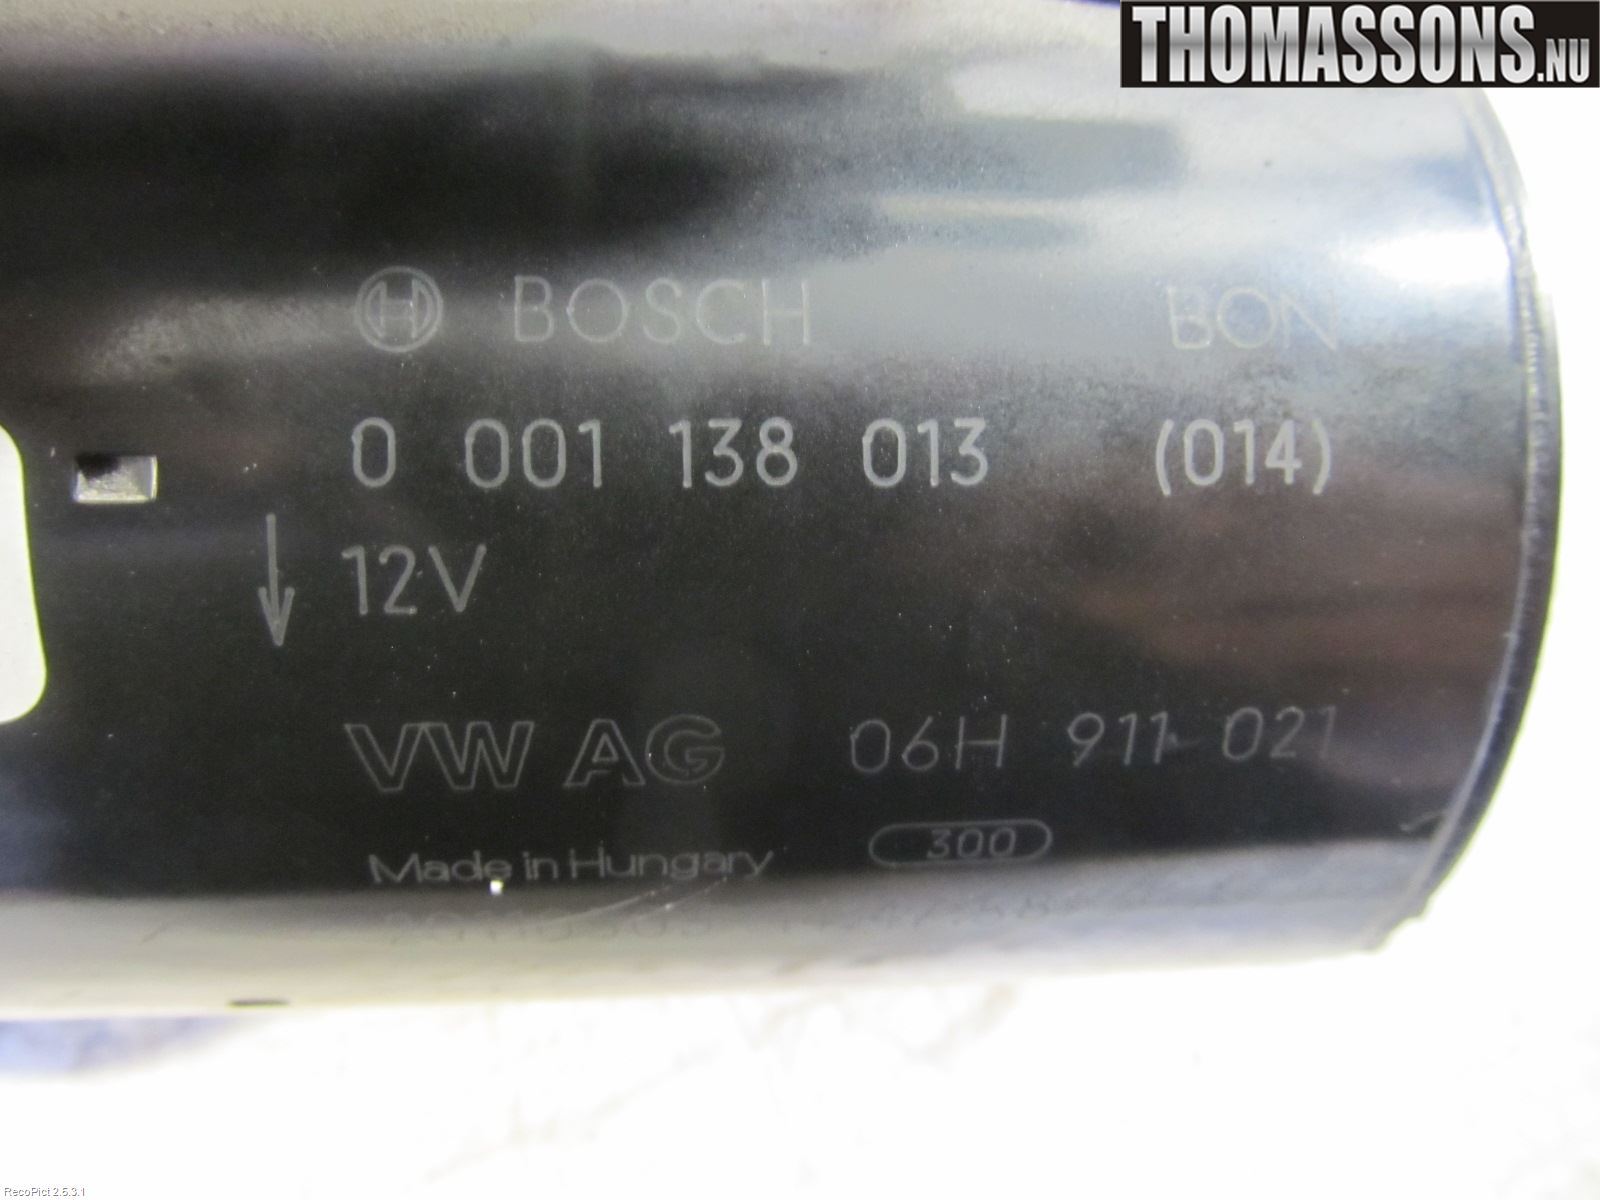 THOMASSONS.NU
BOSCH BON
0 001 138 013 (014)
12V
VW AG 06H 911 021
Made in Hungary 300
RecoPict 2.5.3.1